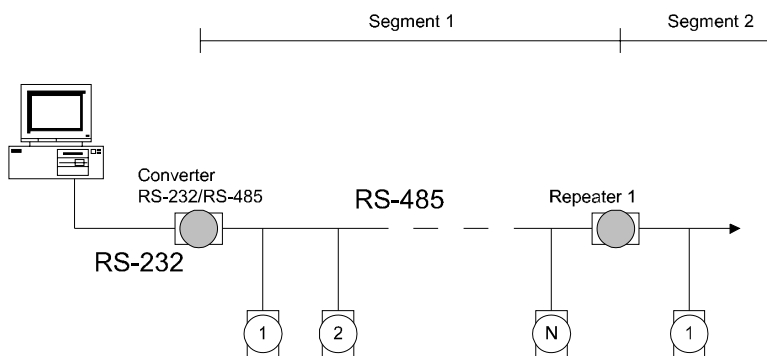 Segment 1
Segment 2
Converter
RS-232/RS-485
RS-485
Repeater 1
RS-232
1
2
N
1